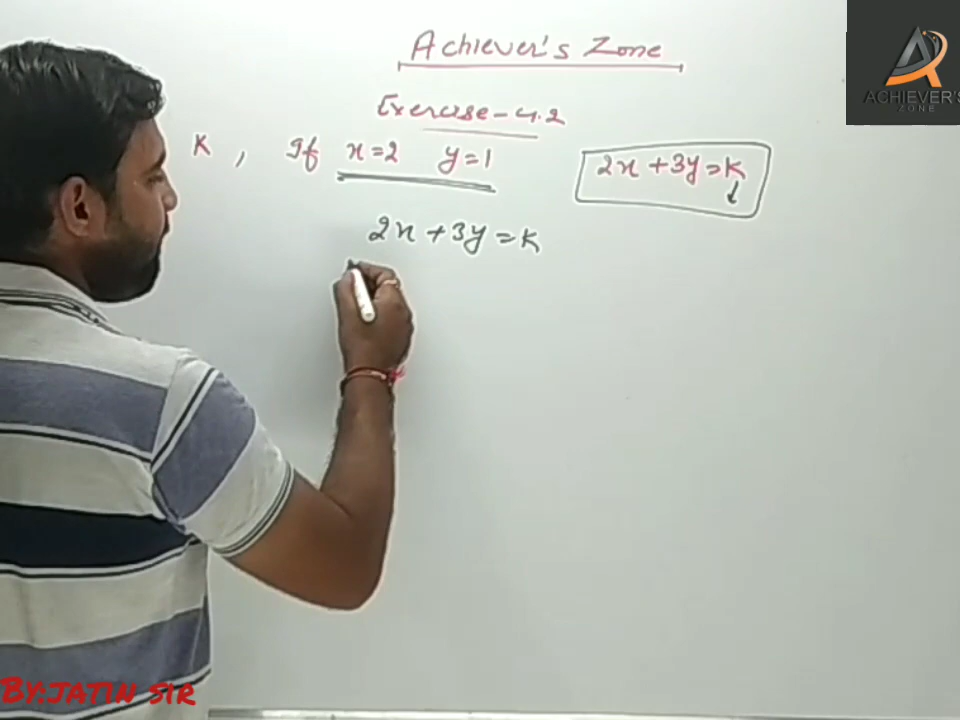 Achiever's Zone
ACHIEVER'S
ZONE
Exercise-4.2
K, If x=2 y=1
2x+3y=K
2x+3y=K
By:JATIN SIR